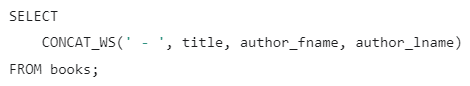 SELECT
    CONCAT_WS(' - ', title, author_fname, author_lname)
FROM books;